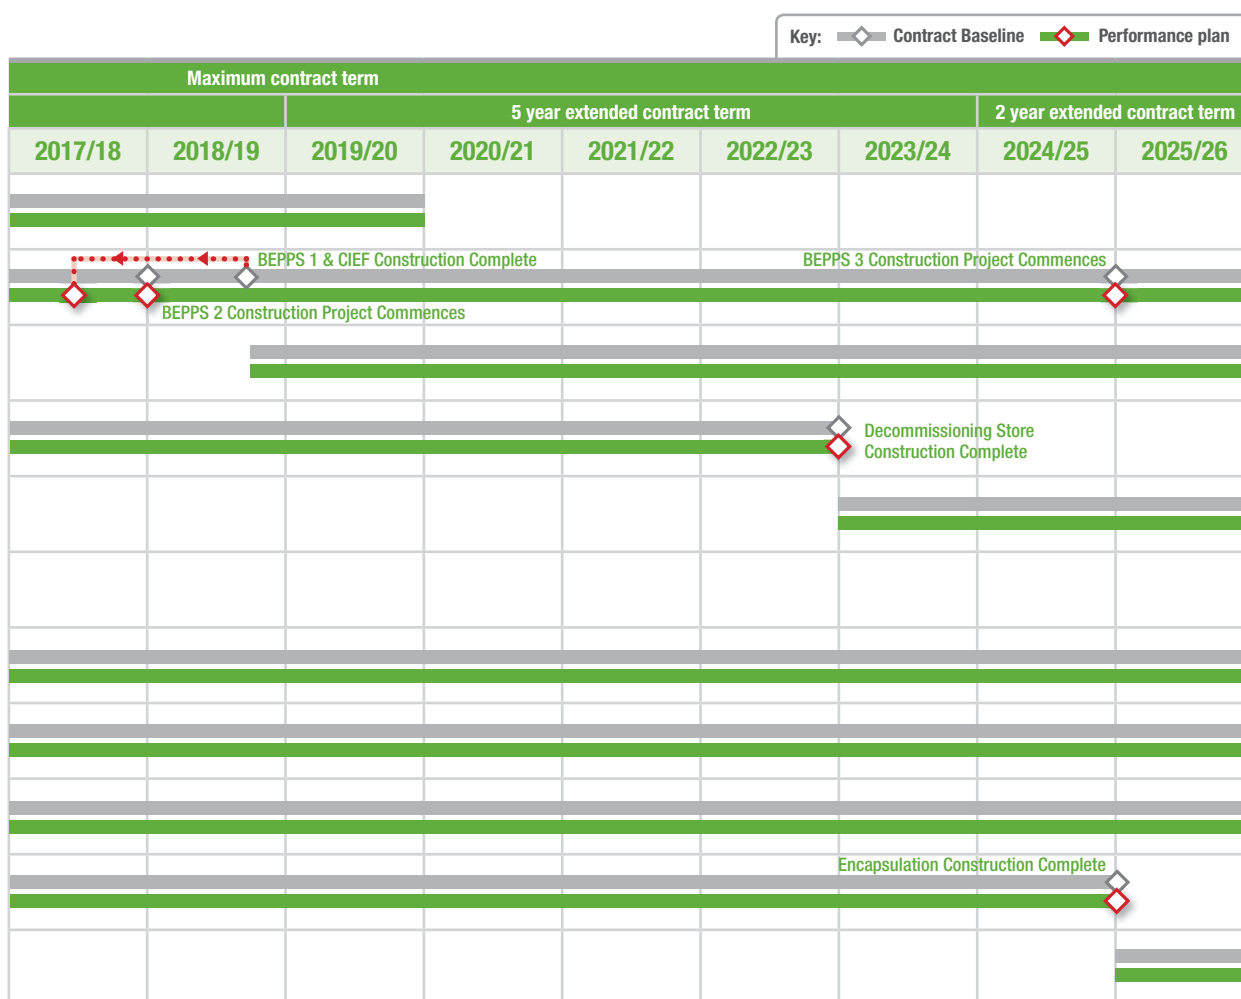 Key: Contract Baseline Performance plan
Maximum contract term
5 year extended contract term 2 year extended contract term
2017/18 2018/19 2019/20 2020/21 2021/22 2022/23 2023/24 2024/25 2025/26
BEPPS 1 & CIEF Construction Complete BEPPS 3 Construction Project Commences
BEPPS 2 Construction Project Commences
Decommissioning Store
Construction Complete
Encapsulation Construction Complete